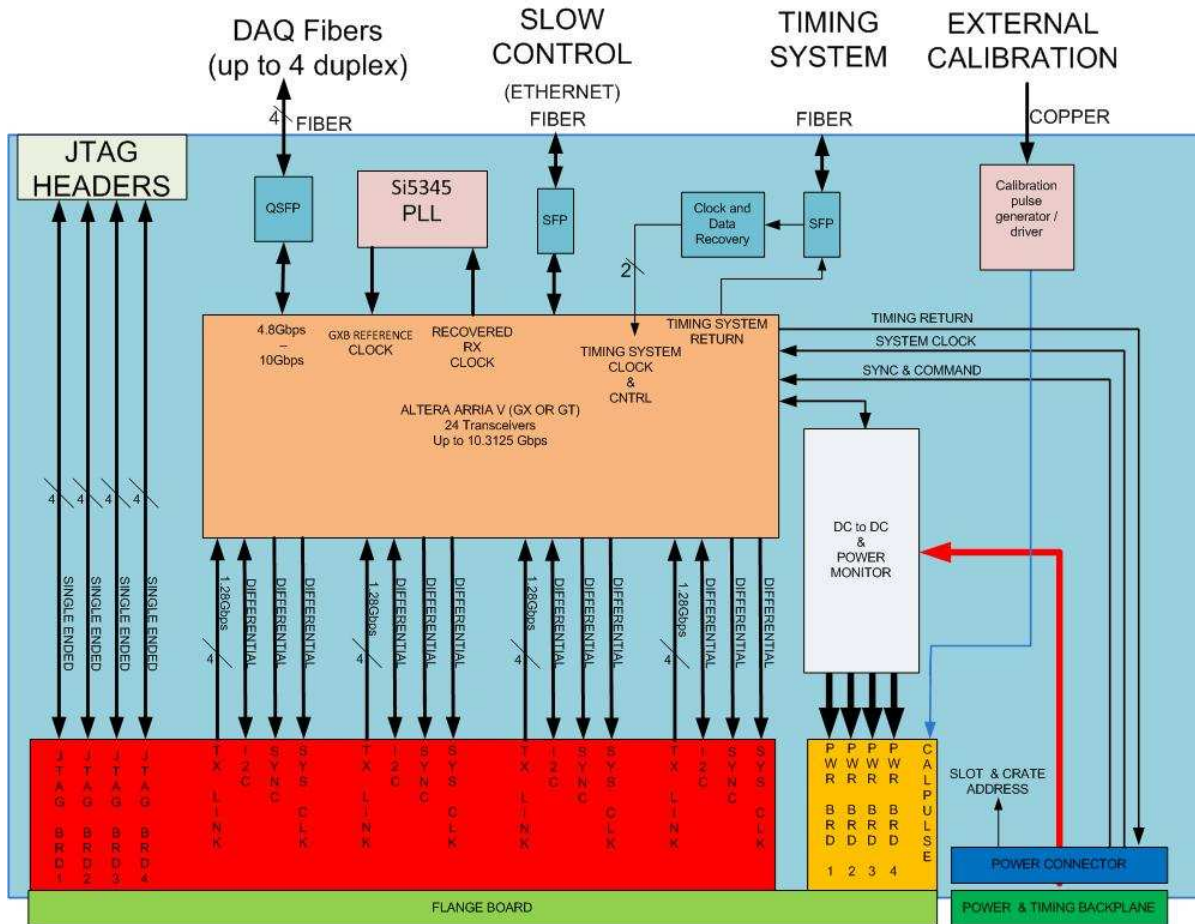 DAQ Fibers
(up to 4 duplex)
SLOW
CONTROL
(ETHERNET)
FIBER
TIMING
SYSTEM
FIBER
EXTERNAL
CALIBRATION
COPPER
4
FIBER
JTAG
HEADERS
QSFP
Si5345
PLL
SFP
Clock and
Data
Recovery
SFP
Calibration
pulse
generator /
driver
2
4.8Gbps
–
10Gbps
GXB REFERENCE
CLOCK
RECOVERED
RX
CLOCK
TIMING SYSTEM
CLOCK
&
CNTRL
TIMING SYSTEM
RETURN
TIMING RETURN
SYSTEM CLOCK
SYNC & COMMAND
ALTERA ARRIA V (GX OR GT)
24 Transceivers
Up to 10.3125 Gbps
DC to DC
&
POWER
MONITOR
4
4
4
4
SINGLE ENDED
SINGLE ENDED
SINGLE ENDED
SINGLE ENDED
1.28Gbps
4
DIFFERENTIAL
DIFFERENTIAL
DIFFERENTIAL
1.28Gbps
4
DIFFERENTIAL
DIFFERENTIAL
DIFFERENTIAL
1.28Gbps
4
DIFFERENTIAL
DIFFERENTIAL
DIFFERENTIAL
1.28Gbps
4
DIFFERENTIAL
DIFFERENTIAL
DIFFERENTIAL
JTAG BRD1
JTAG BRD2
JTAG BRD3
JTAG BRD4
TX LINK
I2C
SYNC
SYS CLK
TX LINK
I2C
SYNC
SYS CLK
TX LINK
I2C
SYNC
SYS CLK
TX LINK
I2C
SYNC
SYS CLK
PWR BRD 1
PWR BRD 2
PWR BRD 3
PWR BRD 4
CALPULSE
SLOT & CRATE
ADDRESS
POWER CONNECTOR
FLANGE BOARD
POWER & TIMING BACKPLANE